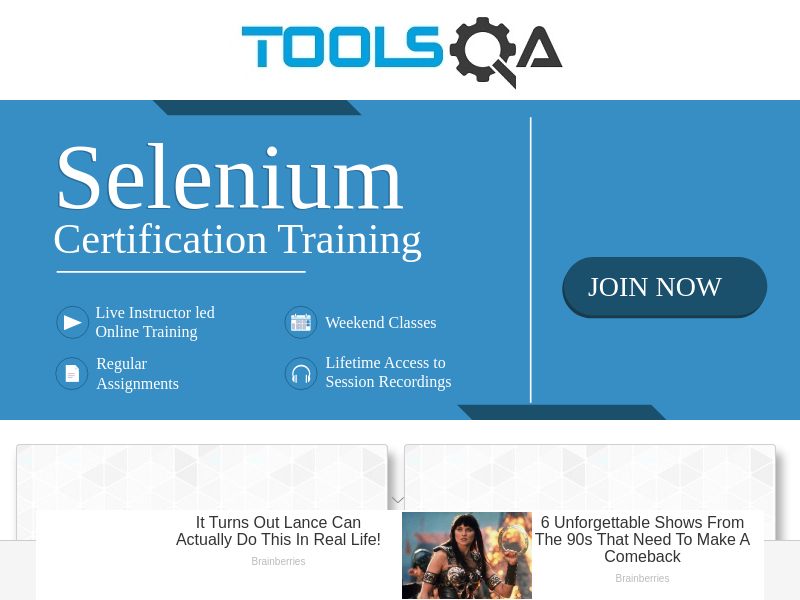 TOOLSQA
Selenium
Certification Training
JOIN NOW
Live Instructor led
Online Training
Weekend Classes
Regular
Assignments
Lifetime Access to
Session Recordings
It Turns Out Lance Can
Actually Do This In Real Life!
Brainberries
6 Unforgettable Shows From
The 90s That Need To Make A
Comeback
Brainberries